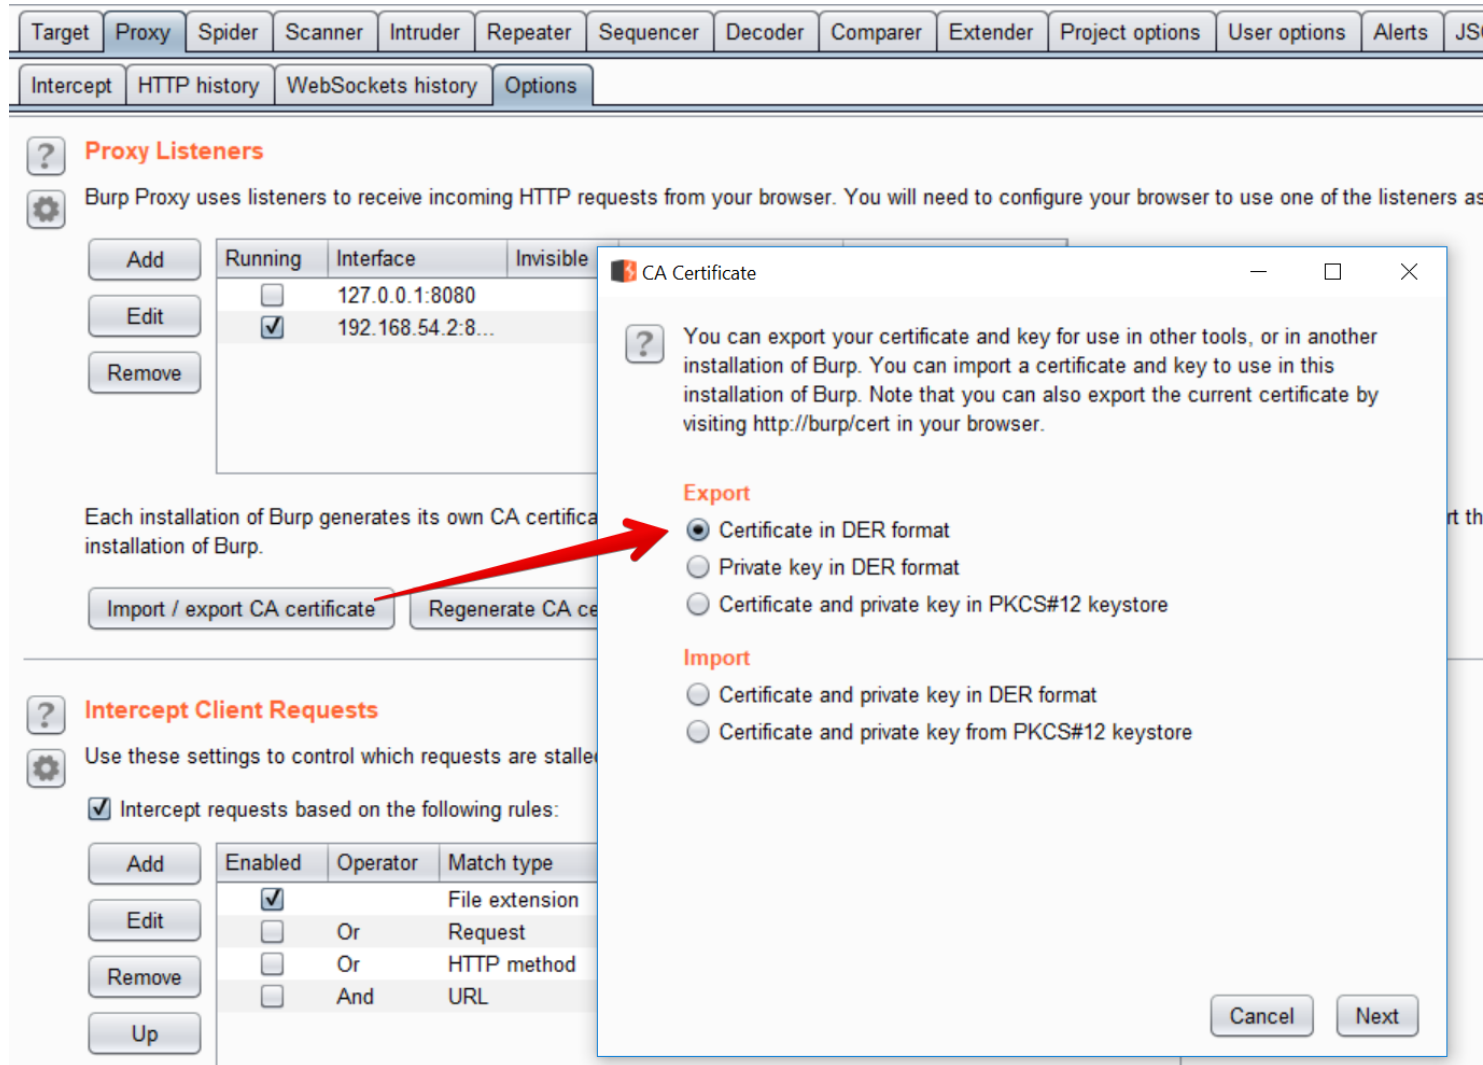 Target Proxy Spider Scanner Intruder Repeater Sequencer Decoder Comparer Extender Project options User options Alerts
Intercept HTTP history WebSockets history Options
Proxy Listeners
Burp Proxy uses listeners to receive incoming HTTP requests from your browser. You will need to configure your browser to use one of the listeners as
Add
Edit
Remove
Running Interface Invisible
127.0.0.1:8080
192.168.54.2:8...
Each installation of Burp generates its own CA
installation of Burp.
Import / export CA certificate Regenerate CA
CA Certificate
You can export your certificate and key for use in other tools, or in another
installation of Burp. You can import a certificate and key to use in this
installation of Burp. Note that you can also export the current certificate by
visiting http://burp/cert in your browser.
Export
Certificate in DER format
Private key in DER format
Certificate and private key in PKCS#12 keystore
Import
Certificate and private key in DER format
Certificate and private key from PKCS#12 keystore
Cancel Next
Intercept Client Requests
Use these settings to control which requests are
Intercept requests based on the following rules:
Add
Edit
Remove
Up
Enabled Operator Match type
File extension
Or Request
Or HTTP method
And URL